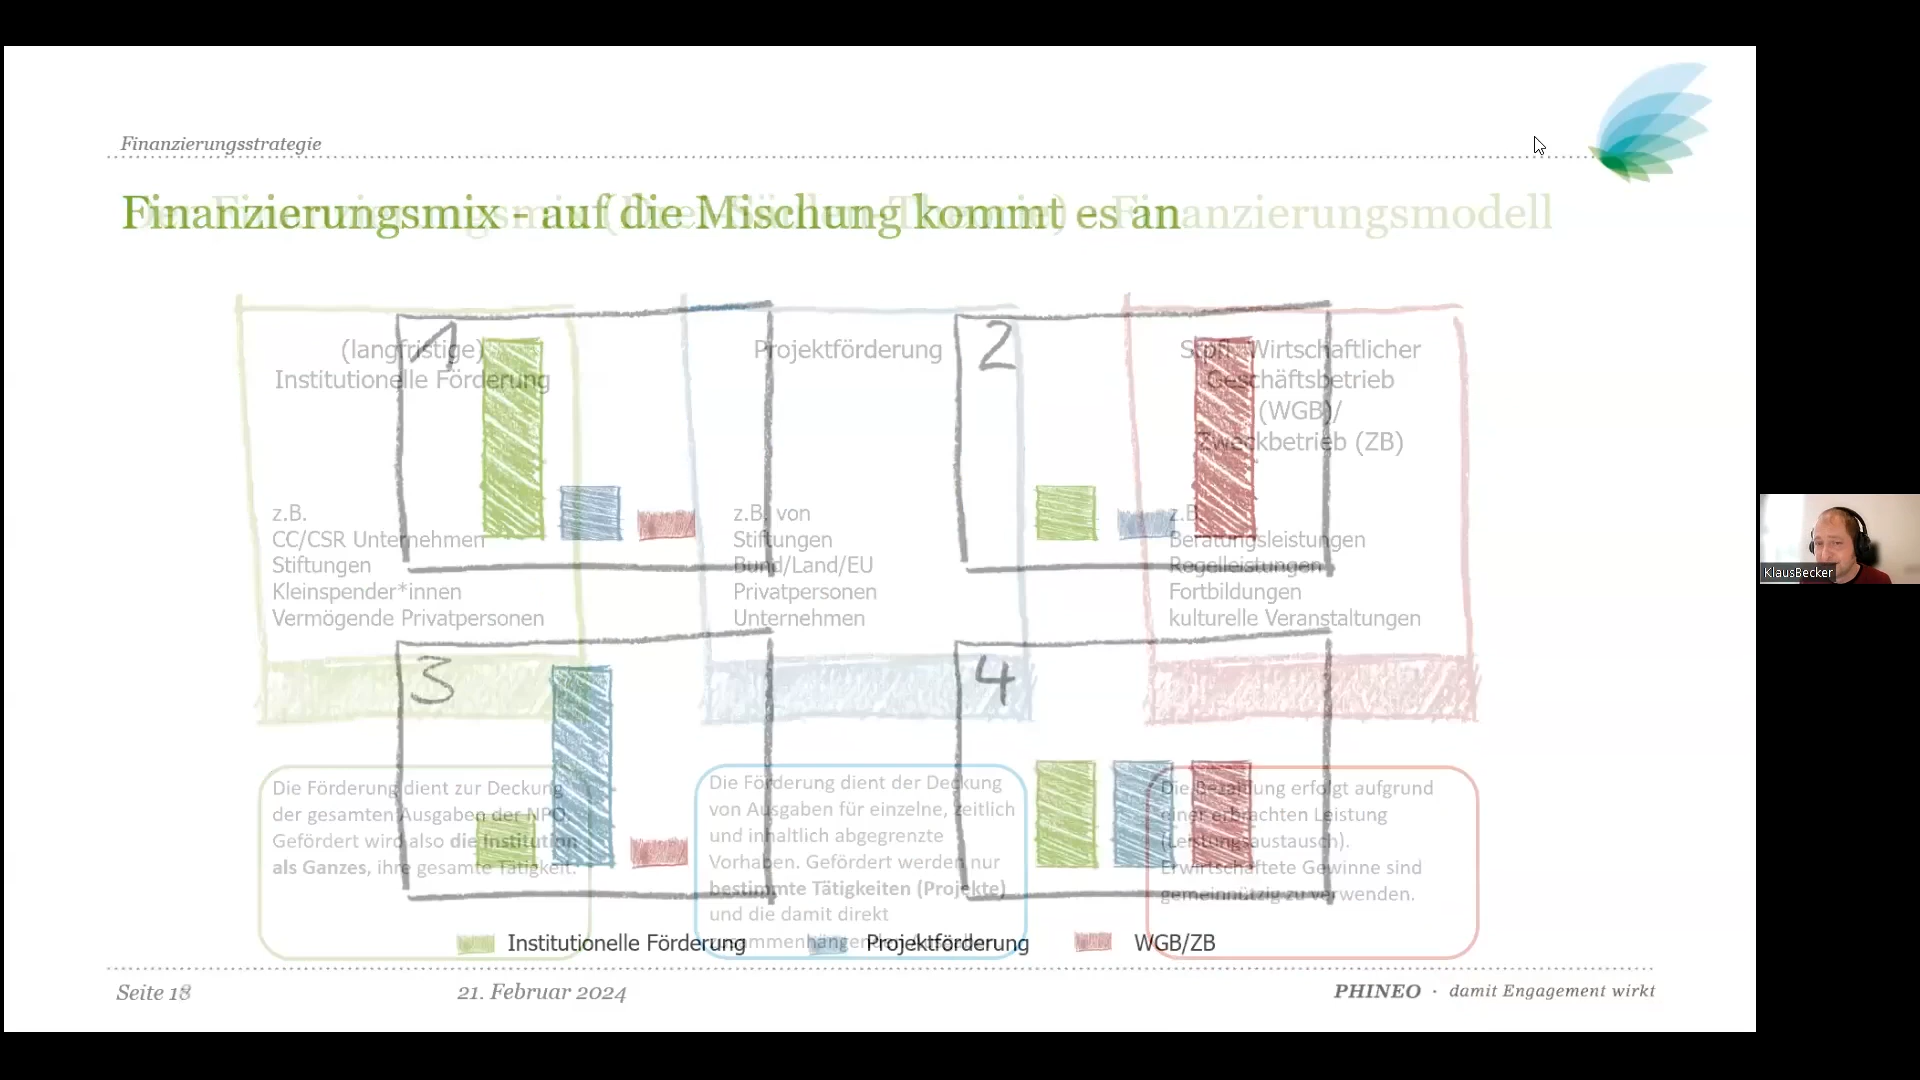 Finanzierungsstrategie
Finanzierungsmix - auf die Mischung kommt es an
Finanzierungsmodell
1
2
(langfristige)
Institutionelle Förderung
Projektförderung
Wirtschaftlicher
Geschäftsbetrieb
(WGB)/
Zweckbetrieb (ZB)
z.B.
CC/CSR Unternehmen
Stiftungen
Kleinspender*innen
Vermögende Privatpersonen
z.B. von
Stiftungen
Bund/Land/EU
Privatpersonen
Unternehmen
z.B.
Beratungsleistungen
Regelleistungen
Fortbildungen
kulturelle Veranstaltungen
3
4
Die Förderung dient zur Deckung
der gesamten Ausgaben der NPO.
Gefördert wird also die Institution
als Ganzes, ihre gesamte Tätigkeit.
Die Förderung dient der Deckung
von Ausgaben für einzelne, zeitlich
und inhaltlich abgegrenzte
Vorhaben. Gefördert werden nur
bestimmte Tätigkeiten (Projekte)
und die damit direkt
Die Bezahlung erfolgt aufgrund
einer erbrachten Leistung
(Leistungsaustausch).
Erwirtschaftete Gewinne sind
gemeinnützig zu verwenden.
Institutionelle Förderung
Projektförderung
WGB/ZB
Seite
21. Februar 2024
PHINEO · damit Engagement wirkt
KlausBecker